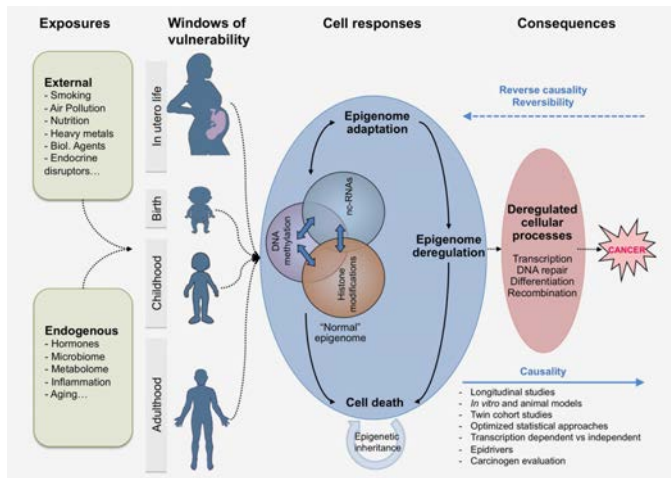 Exposures
Windows of
vulnerability
Cell responses
Consequences
External
- Smoking
- Air Pollution
- Nutrition
- Heavy metals
- Biol. Agents
- Endocrine
disruptors…
Endogenous
- Hormones
- Microbiome
- Metabolome
- Inflammation
- Aging…
In utero life
Birth
Childhood
Adulthood
Epigenome
adaptation
nc-RNAs
DNA
methylation
Histone
modifications
"Normal"
epigenome
Epigenome
deregulation
Cell death
Epigenetic
inheritance
Reverse causality
Reversibility
Deregulated
cellular
processes
Transcription
DNA repair
Differentiation
Recombination
CANCER
Causality
- Longitudinal studies
- In vitro and animal models
- Twin cohort studies
- Optimized statistical approaches
- Transcription dependent vs independent
- Epidrivers
- Carcinogen evaluation